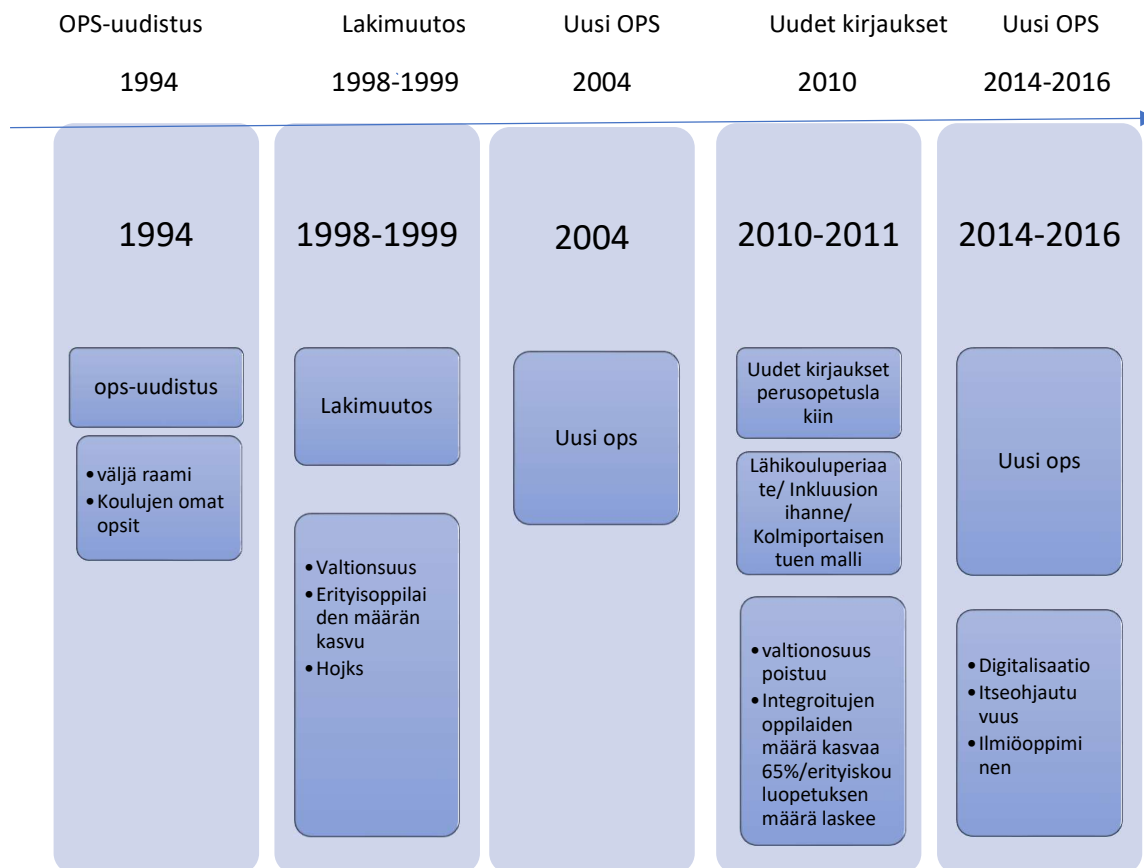 OPS-uudistus
Lakimuutos
Uusi OPS
Uudet kirjaukset
Uusi OPS
1994
1998-1999
2004
2010
2014-2016
1994
ops-uudistus
•väljä raami
•Koulujen omat
opsit
1998-1999
Lakimuutos
•Valtionsuus
•Erityisoppilai
den määrän
kasvu
•Hojks
2004
Uusi ops
2010-2011
Uudet kirjaukset
perusopetusla
kiin
Lähikouluperiaa
te/ Inkluusion
ihanne/
Kolmiportaisen
tuen malli
•valtionosuus
poistuu
•Integroitujen
oppilaiden
määrä kasvaa
65%/erityiskou
luopetuksen
määrä laskee
2014-2016
Uusi ops
•Digitalisaatio
•Itseohjautu
vuus
•Ilmiöoppimi
nen